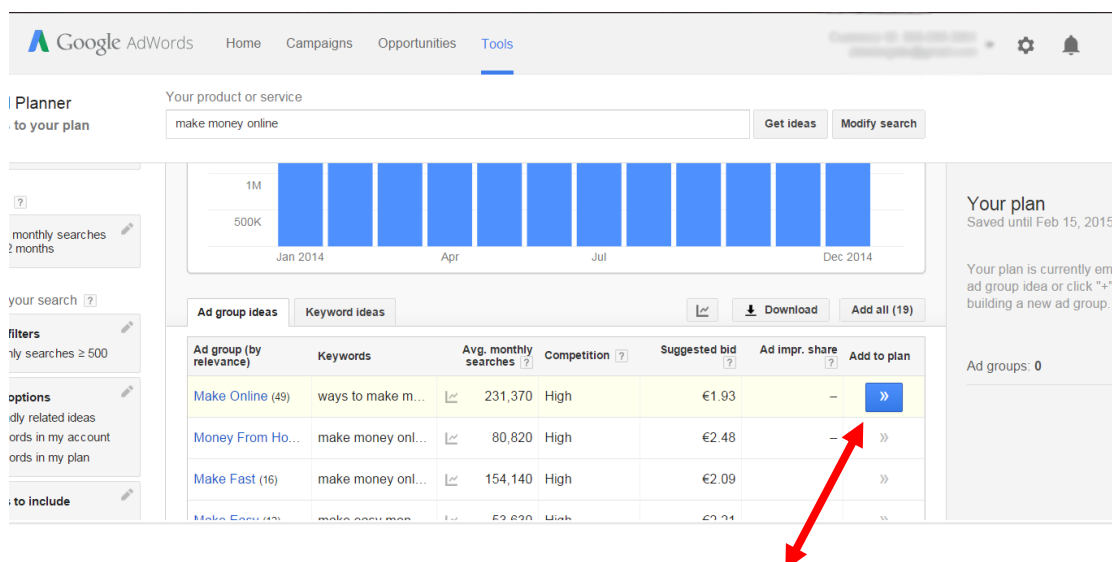 Google AdWords Home Campaigns Opportunities Tools
l Planner
to your plan
Your product or service
make money online
Get ideas
Modify search
?
monthly searches
2 months
your search ?
filters
hly searches ≥ 500
options
dly related ideas
ords in my account
ords in my plan
to include
1M
500K
Jan 2014 Apr Jul Dec 2014
Ad group ideas Keyword ideas Download Add all (19)
Ad group (by relevance) Keywords Avg. monthly searches ? Competition ? Suggested bid ? Ad impr. share ? Add to plan
Make Online (49) ways to make m... 231,370 High €1.93 – »
Money From Ho... make money onl... 80,820 High €2.48 – »
Make Fast (16) make money onl... 154,140 High €2.09 »
Your plan
Saved until Feb 15, 2015
Your plan is currently em
ad group idea or click "+"
building a new ad group.
Ad groups: 0